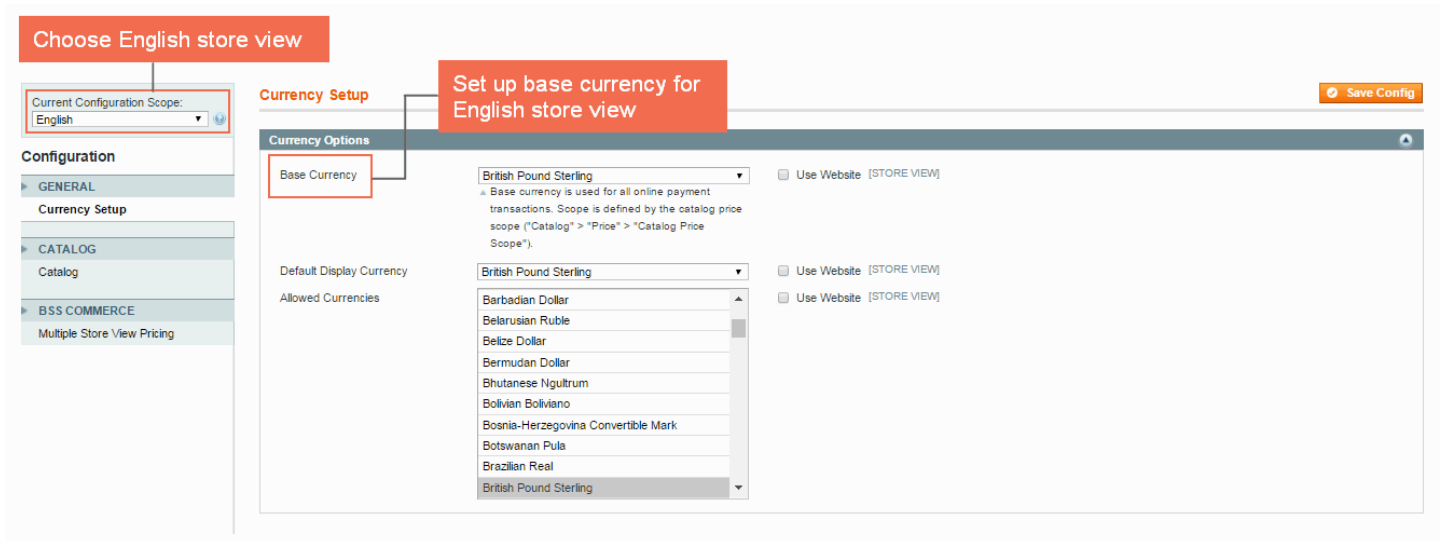 Choose English store view
Set up base currency for
English store view
Current Configuration Scope:
English
Configuration
GENERAL
Currency Setup
CATALOG
Catalog
BSS COMMERCE
Multiple Store View Pricing
Currency Setup
Save Config
Currency Options
Base Currency
British Pound Sterling
Use Website [STORE VIEW]
Base currency is used for all online payment
transactions. Scope is defined by the catalog price
scope ("Catalog" > "Price" > "Catalog Price
Scope").
Default Display Currency
British Pound Sterling
Use Website [STORE VIEW]
Allowed Currencies
Barbadian Dollar
Belarusian Ruble
Belize Dollar
Bermudan Dollar
Bhutanese Ngultrum
Bolivian Boliviano
Bosnia-Herzegovina Convertible Mark
Botswanan Pula
Brazilian Real
British Pound Sterling
Use Website [STORE VIEW]